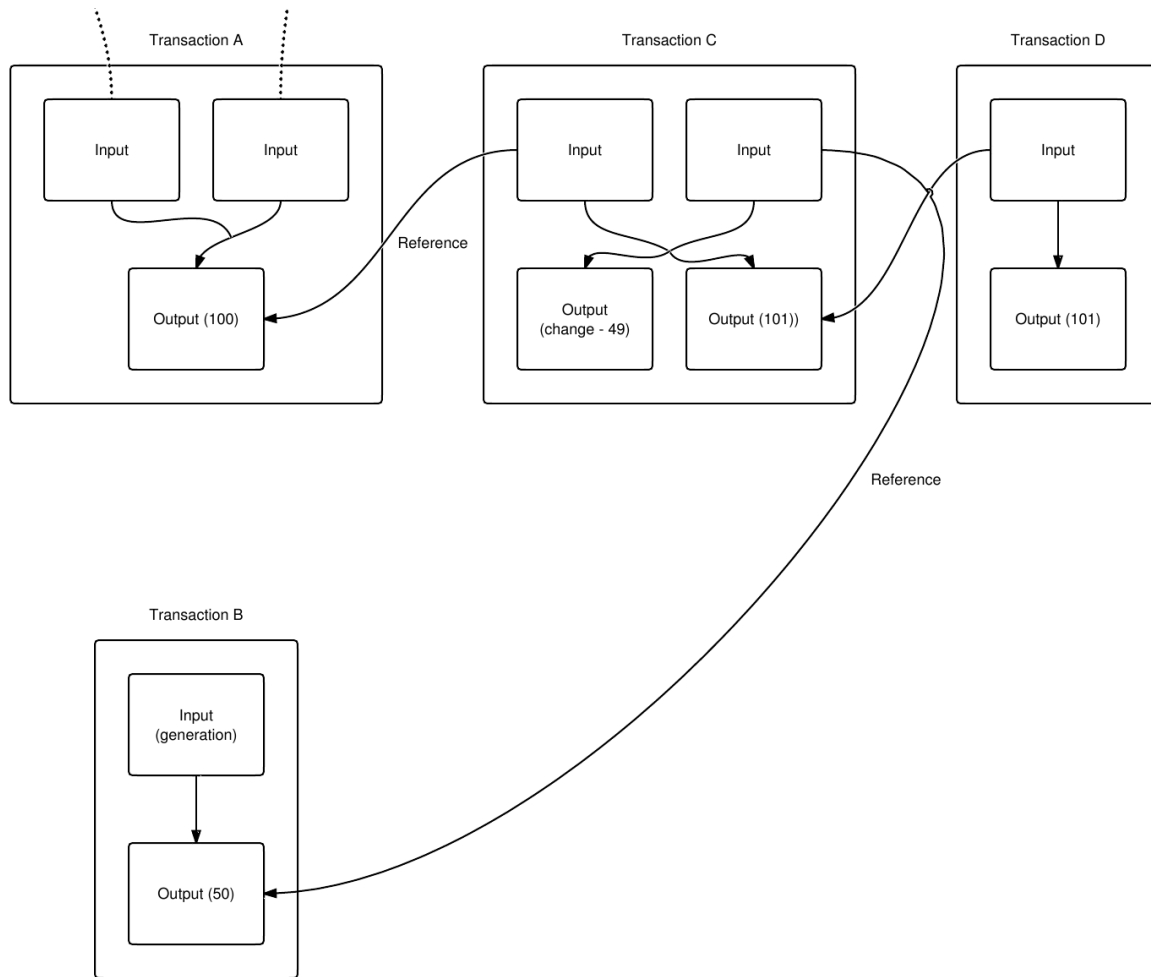 Transaction A
Input
Input
Output (100)
Reference
Transaction C
Input
Input
Output
(change - 49)
Output (101))
Transaction D
Input
Output (101)
Reference
Transaction B
Input
(generation)
Output (50)